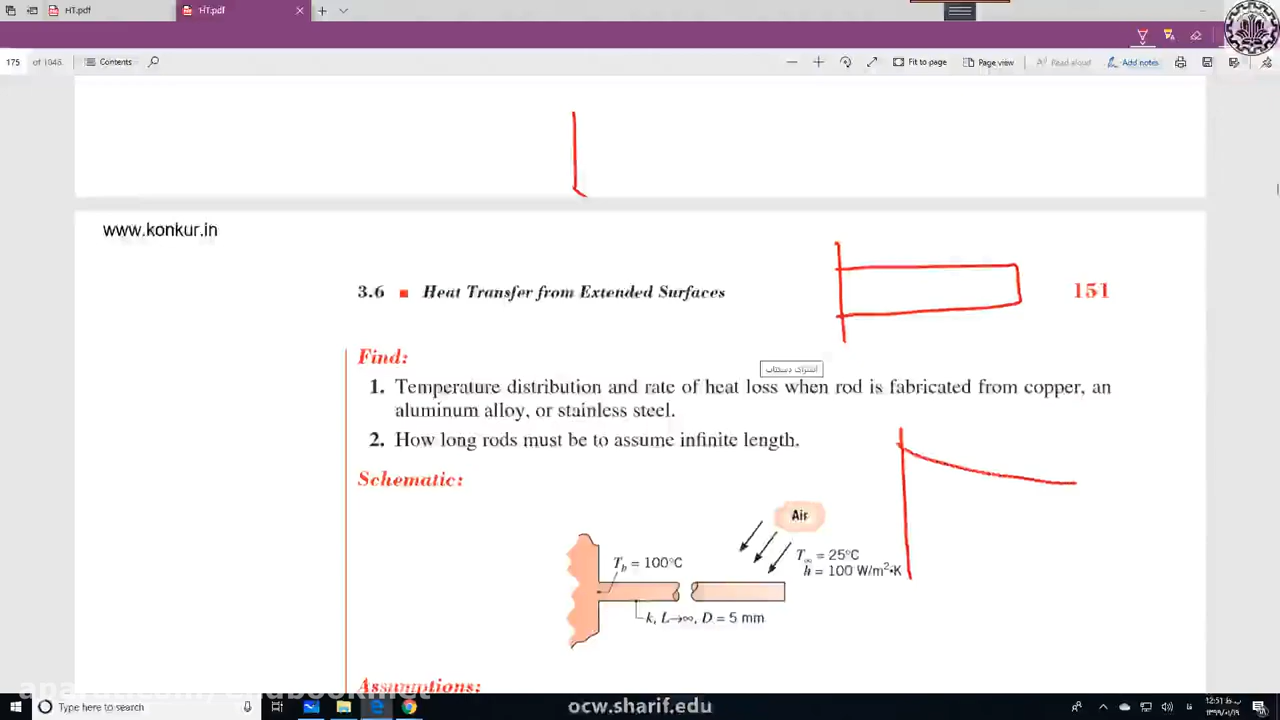 HT.pdf
HT.pdf
175 of 1048
Contents
Fit to page
Page view
Read aloud
Add notes
www.konkur.in
3.6 ■ Heat Transfer from Extended Surfaces
151
Find:
1. Temperature distribution and rate of heat loss when rod is fabricated from copper, an
aluminum alloy, or stainless steel.
2. How long rods must be to assume infinite length.
Schematic:
Air
T∞ = 25°C
h = 100 W/m²•K
Tb = 100°C
k, L→∞, D = 5 mm
Assumptions:
Type here to search
ocw.sharif.edu